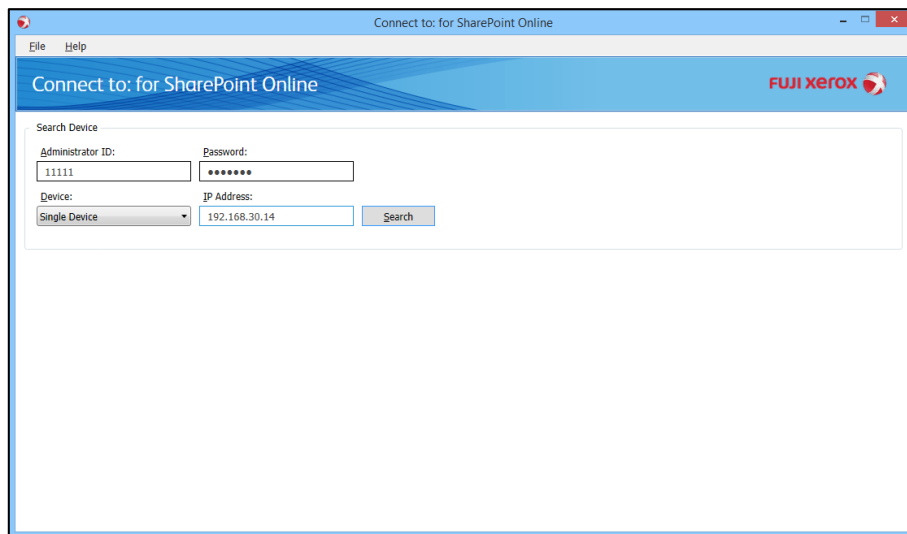 Connect to: for SharePoint Online
File Help
Connect to: for SharePoint Online FUJI xerox
Search Device
Administrator ID: Password:
11111 •••••••
Device: IP Address:
Single Device 192.168.30.14 Search